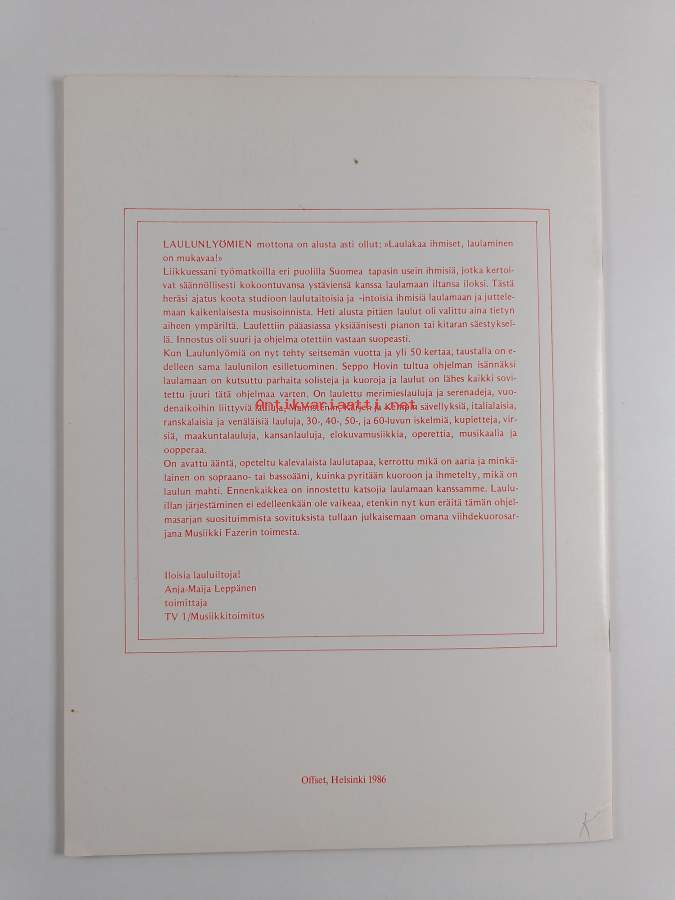 LAULUNLYÖMIEN mottona on alusta asti ollut: »Laulakaa ihmiset, laulaminen
on mukavaa!»
Liikkuessani työmatkoilla eri puolilla Suomea tapasin usein ihmisiä, jotka kertoi-
vat säännöllisesti kokoontuvansa ystäviensä kanssa laulamaan iltansa iloksi. Tästä
heräsi ajatus koota studioon laulutaitoisia ja -intoisia ihmisiä laulamaan ja juttele-
maan kaikenlaisesta musisoinnista. Heti alusta pitäen laulut oli valittu aina tietyn
aiheen ympäriltä. Laulettiin pääasiassa yksiäänisesti pianon tai kitaran säestyksel-
lä. Innostus oli suuri ja ohjelma otettiin vastaan suopeasti.
Kun Laulunlyömiä on nyt tehty seitsemän vuotta ja yli 50 kertaa, taustalla on e-
delleen sama laulunilon esilletuominen. Seppo Hovin tultua ohjelman isännäksi
laulamaan on kutsuttu parhaita solisteja ja kuoroja ja laulut on lähes kaikki sovi-
tettu juuri tätä ohjelmaa varten. On laulettu merimieslauluja ja serenadeja, vuo-
denaikoihin liittyviä lauluja, Malmsténin, Kärjen ja Kempin sävellyksiä, italialaisia,
ranskalaisia ja venäläisiä lauluja, 30-, 40-, 50-, ja 60-luvun iskelmiä, kupletteja, vir-
siä, maakuntalauluja, kansanlauluja, elokuvamusiikkia, operettia, musikaalia ja
oopperaa.
On avattu ääntä, opeteltu kalevalaista laulutapaa, kerrottu mikä on aaria ja minkä-
lainen on sopraano- tai bassoääni, kuinka pyritään kuoroon ja ihmetelty, mikä on
laulun mahti. Ennenkaikkea on innostettu katsojia laulamaan kanssamme. Laulu-
illan järjestäminen ei edelleenkään ole vaikeaa, etenkin nyt kun eräitä tämän ohjel-
masarjan suosituimmista sovituksista tullaan julkaisemaan omana viihdekuorosar-
jana Musiikki Fazerin toimesta.
Iloisia lauluiltoja!
Anja-Maija Leppänen
toimittaja
TV 1/Musiikkitoimitus
Offset, Helsinki 1986
K
Antikvariaatti.net